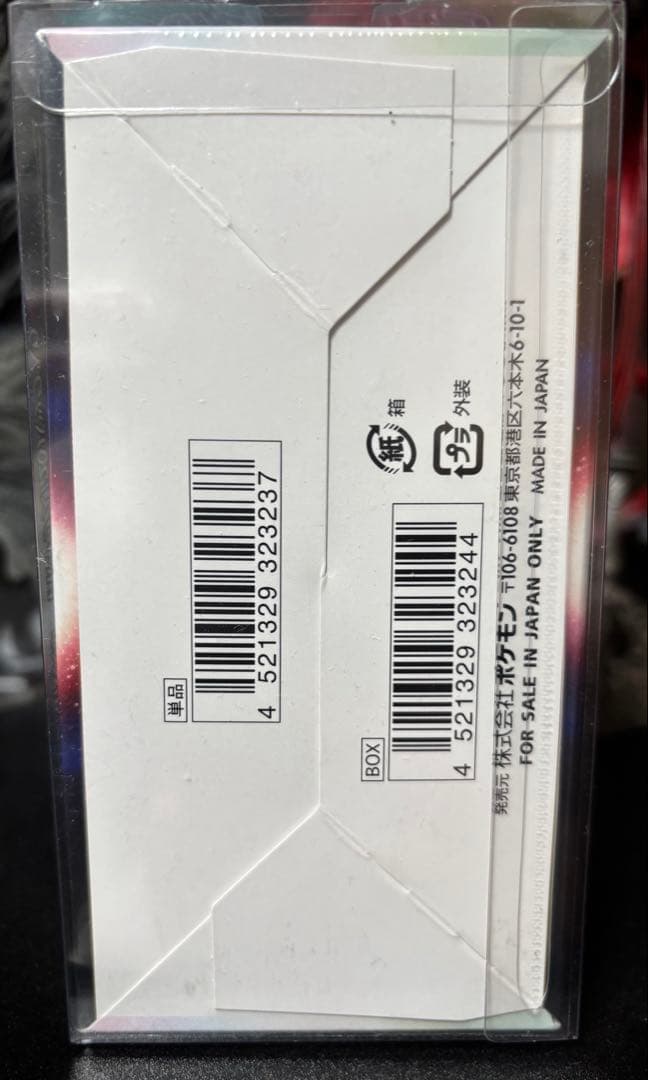 単品
4 521329 323237
BOX
4 521329 323244
紙 箱
プラ 外装
発売元 株式会社 ポケモン 〒106-6108 東京都港区六本木6-10-1
FOR SALE IN JAPAN ONLY MADE IN JAPAN